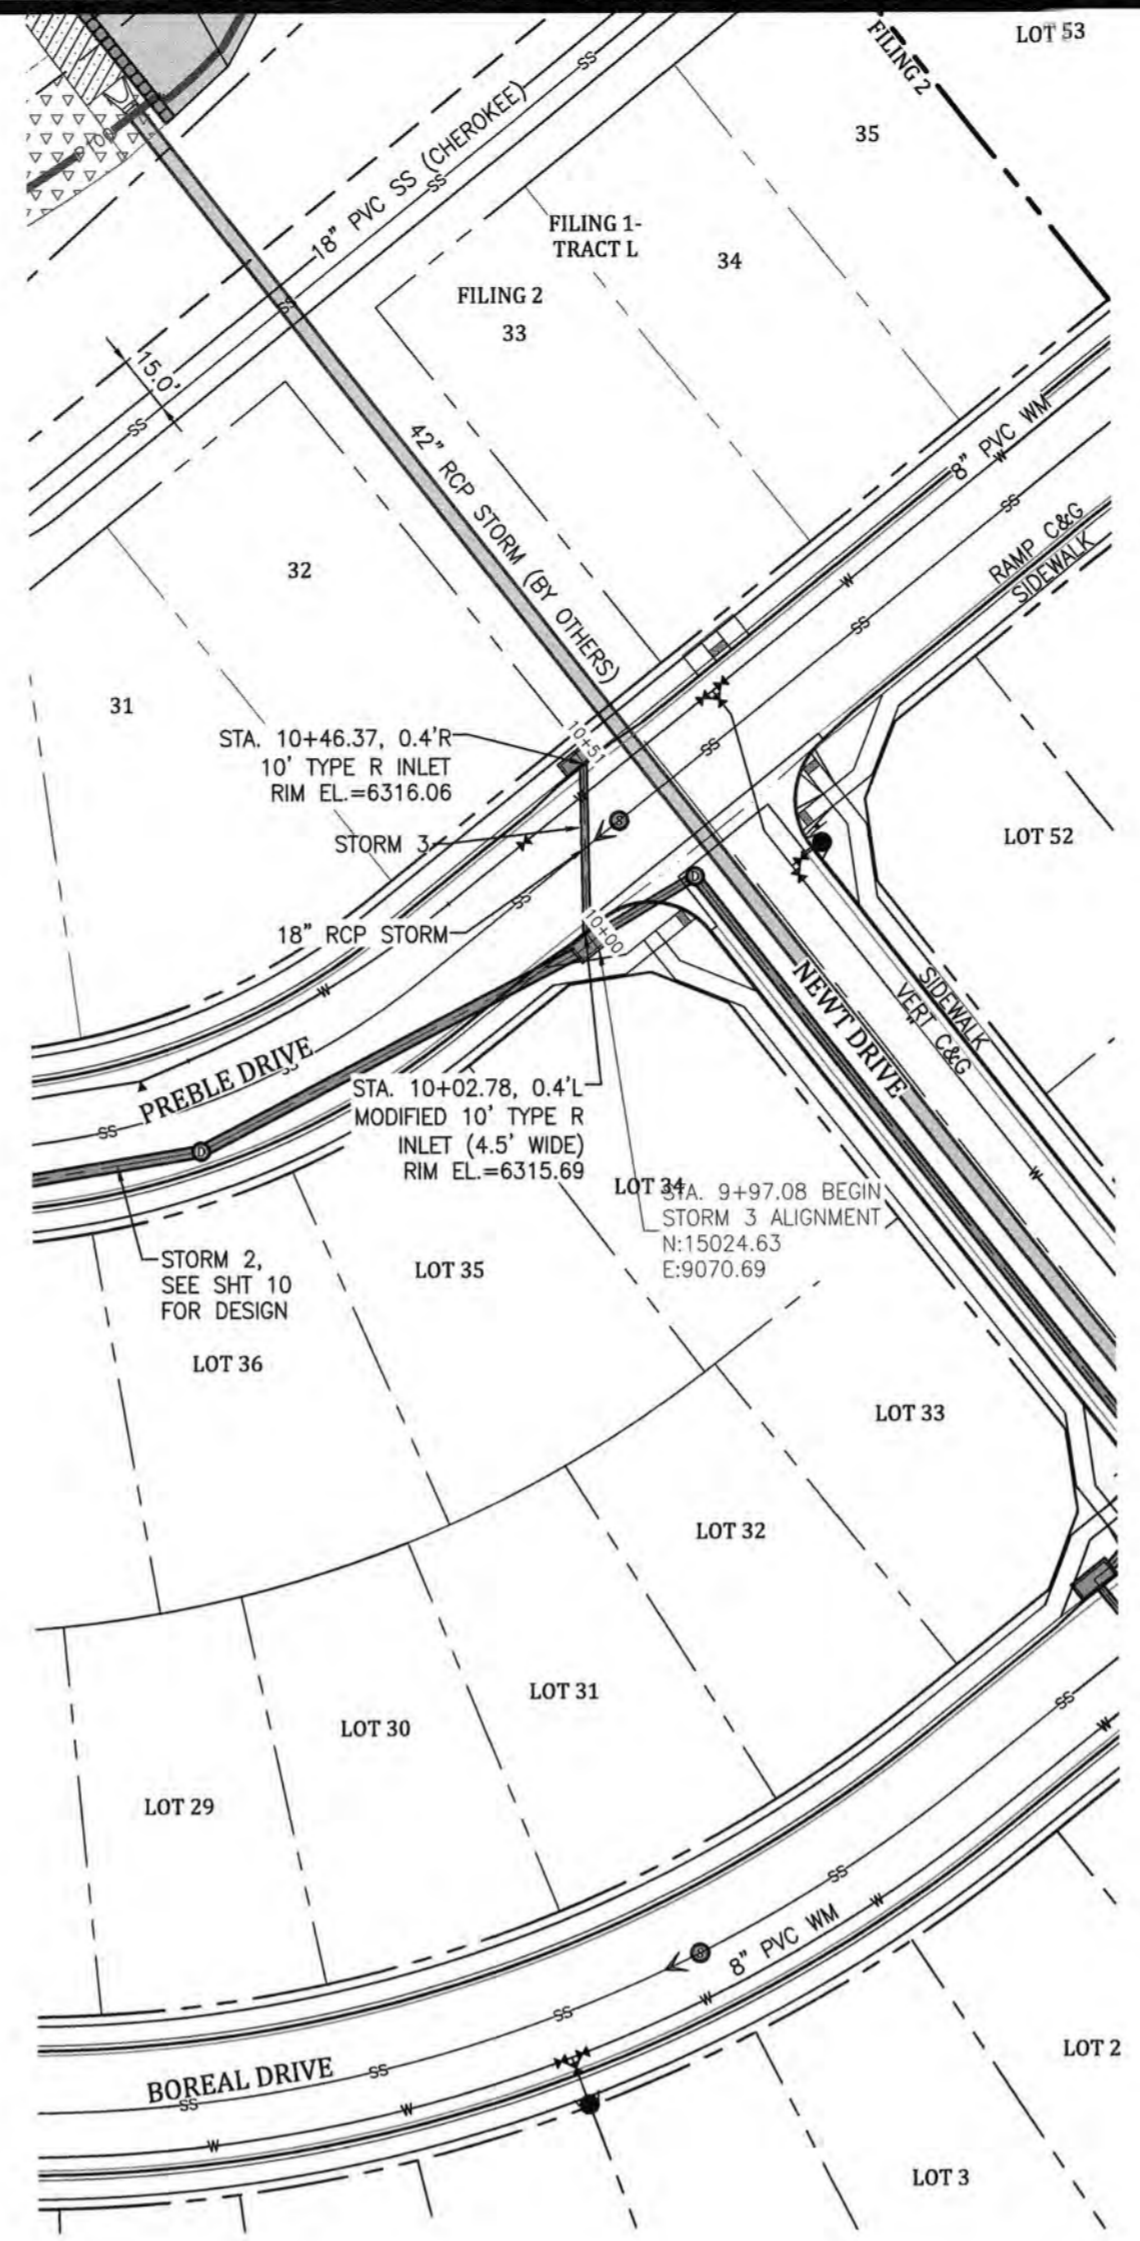 LOT 53
FILING 2
35
SS
18" PVC SS (CHEROKEE)
SS
FILING 1-
TRACT L
34
FILING 2
33
SS
15.0'
SS
8" PVC WM
W
SS
42" RCP STORM (BY OTHERS)
RAMP C&G
SIDEWALK
32
W
SS
31
10+51
STA. 10+46.37, 0.4'R
10' TYPE R INLET
RIM EL.=6316.06
SS
W
STORM 3
S
LOT 52
D
SS
18" RCP STORM
10+00
W
NEWT DRIVE
SIDEWALK
VERT C&G
PREBLE DRIVE
SS
SS
D
STA. 10+02.78, 0.4'L
MODIFIED 10' TYPE R
INLET (4.5' WIDE)
RIM EL.=6315.69
W
LOT 34
STA. 9+97.08 BEGIN
STORM 3 ALIGNMENT
N:15024.63
E:9070.69
STORM 2,
SEE SHT 10
FOR DESIGN
LOT 35
LOT 36
LOT 33
LOT 32
LOT 31
LOT 30
SS
W
LOT 29
SS
W
8" PVC WM
S
W
SS
LOT 2
BOREAL DRIVE
SS
SS
W
W
LOT 3